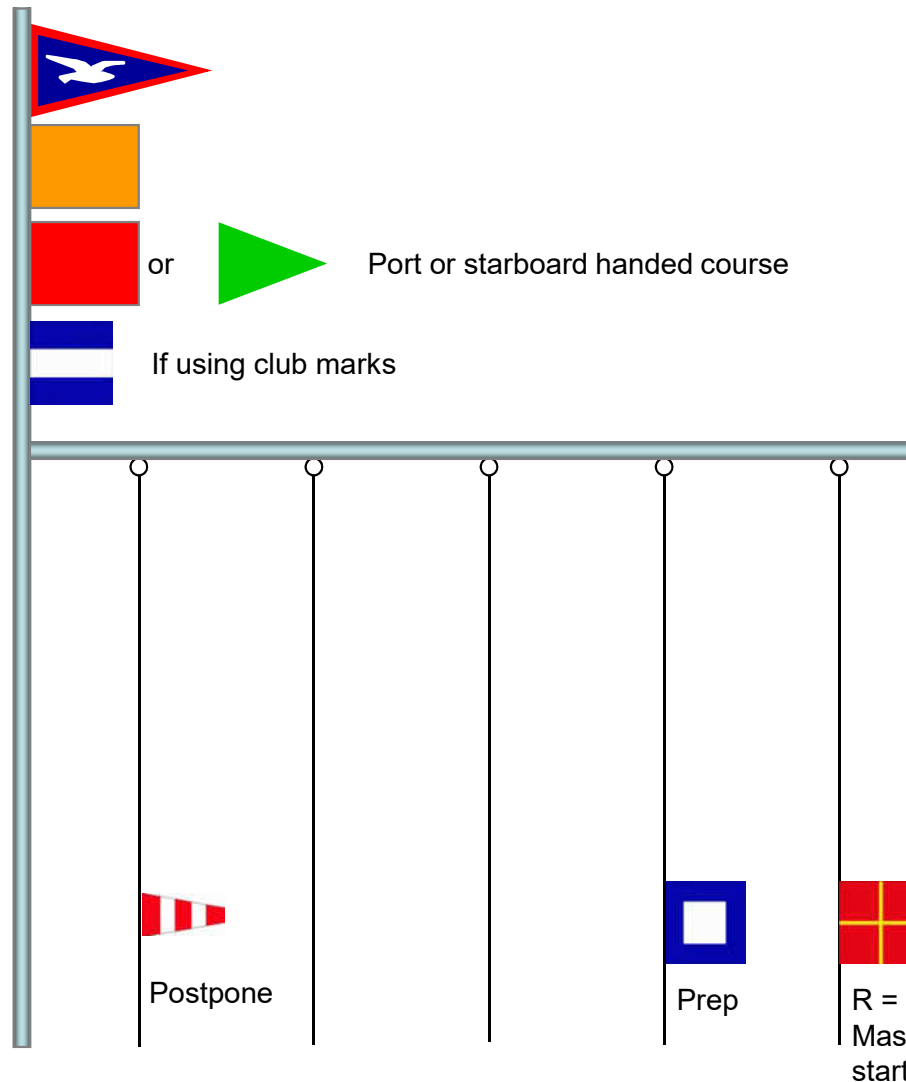 or
Port or starboard handed course
If using club marks
Postpone
Prep
R =
Mas
start